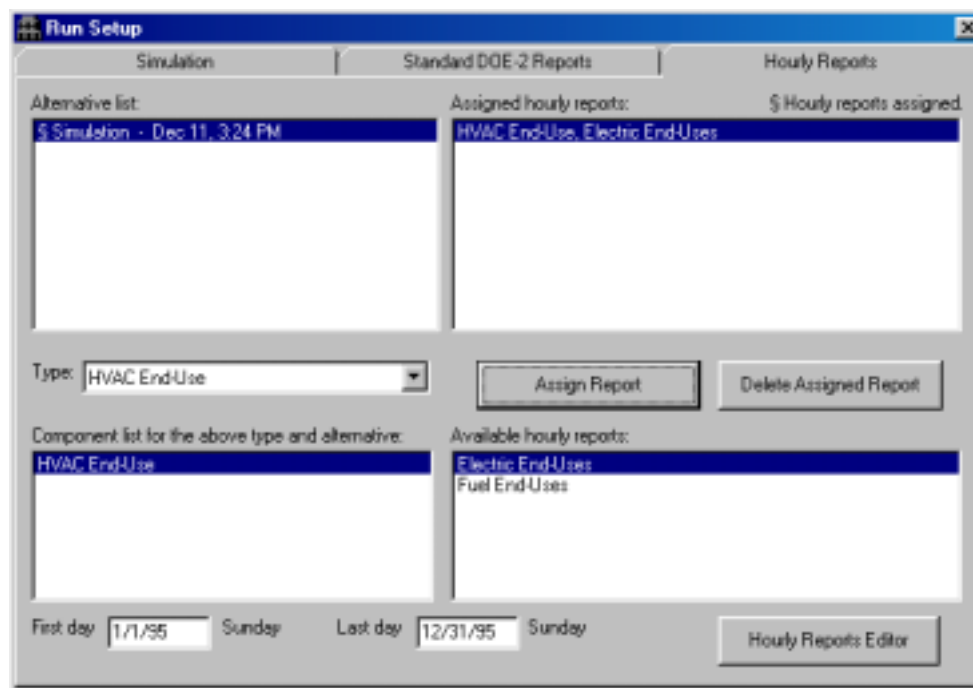 Run Setup
Simulation Standard DOE-2 Reports Hourly Reports
Alternative list: Assigned hourly reports: § Hourly reports assigned.
§ Simulation - Dec 11, 3:24 PM HVAC End-Use, Electric End-Uses
Type: HVAC End-Use Assign Report Delete Assigned Report
Component list for the above type and alternative: Available hourly reports:
HVAC End-Use Electric End-Uses
Fuel End-Uses
First day 1/1/95 Sunday Last day 12/31/95 Sunday Hourly Reports Editor